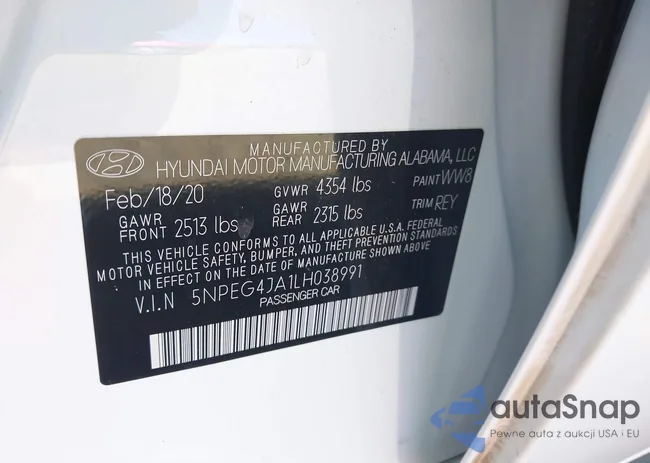 MANUFACTURED BY
HYUNDAI MOTOR MANUFACTURING ALABAMA, LLC
Feb/18/20 GVWR 4354 lbs PAINT WW8
GAWR FRONT 2513 lbs GAWR REAR 2315 lbs TRIM REY
THIS VEHICLE CONFORMS TO ALL APPLICABLE U.S.A. FEDERAL
MOTOR VEHICLE SAFETY, BUMPER, AND THEFT PREVENTION STANDARDS
IN EFFECT ON THE DATE OF MANUFACTURE SHOWN ABOVE
V.I.N 5NPEG4JA1LH038991
PASSENGER CAR
autaSnap
Pewne auta z aukcji USA i EU